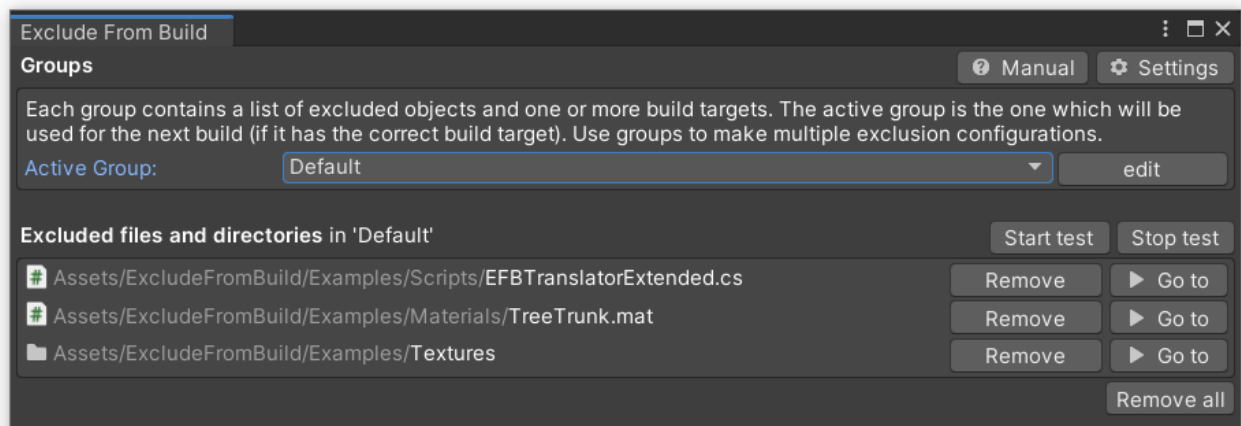 Exclude From Build
Groups Manual Settings
Each group contains a list of excluded objects and one or more build targets. The active group is the one which will be
used for the next build (if it has the correct build target). Use groups to make multiple exclusion configurations.
Active Group: Default edit
Excluded files and directories in 'Default' Start test Stop test
Assets/ExcludeFromBuild/Examples/Scripts/EFBTranslatorExtended.cs Remove Go to
Assets/ExcludeFromBuild/Examples/Materials/TreeTrunk.mat Remove Go to
Assets/ExcludeFromBuild/Examples/Textures Remove Go to
Remove all